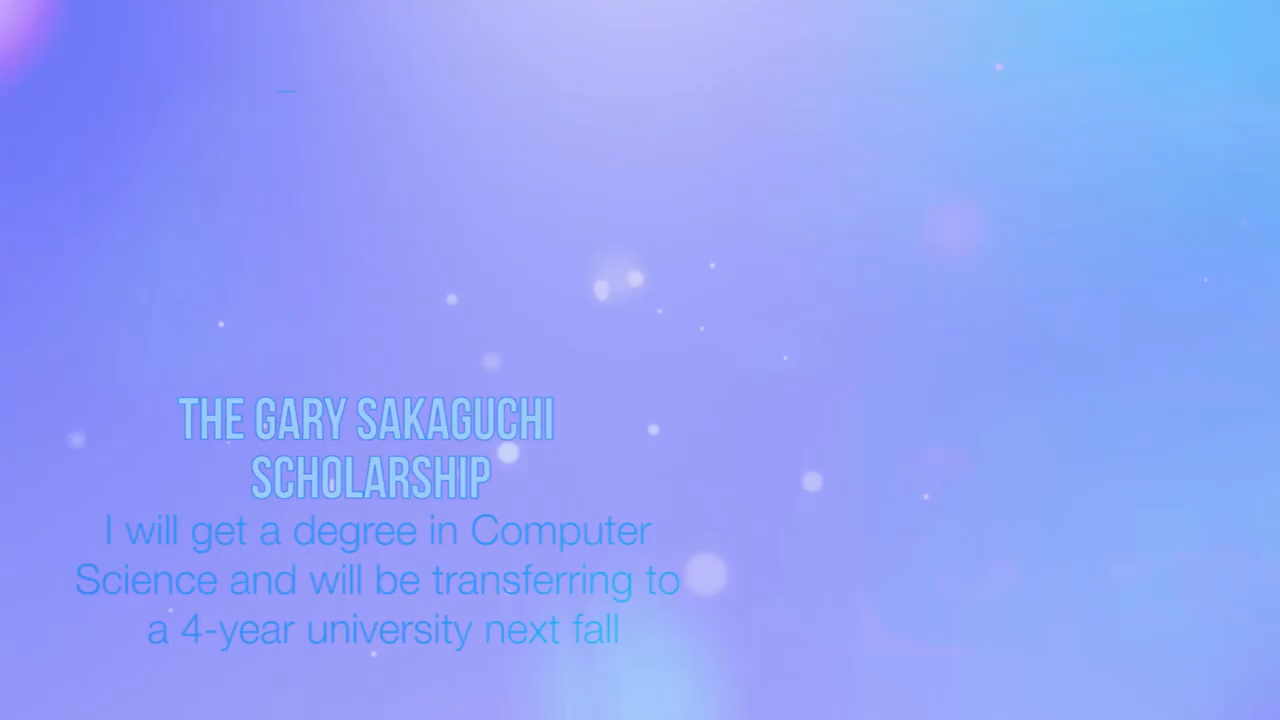 THE GARY SAKAGUCHI
SCHOLARSHIP
I will get a degree in Computer
Science and will be transferring to
a 4-year university next fall